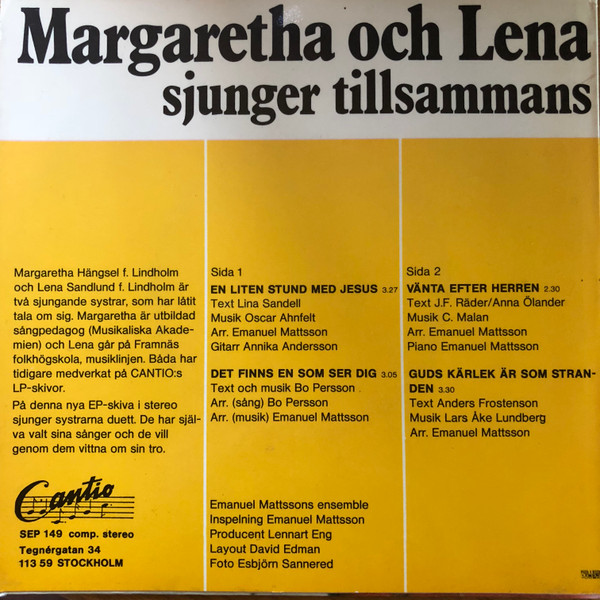 Margaretha och Lena
sjunger tillsammans
Margaretha Hängsel f. Lindholm
och Lena Sandlund f. Lindholm är
två sjungande systrar, som har låtit
tala om sig. Margaretha är utbildad
sångpedagog (Musikaliska Akade-
mien) och Lena går på Framnäs
folkhögskola, musiklinjen. Båda har
tidigare medverkat på CANTIO:s
LP-skivor.
På denna nya EP-skiva i stereo
sjunger systrarna duett. De har själ-
va valt sina sånger och de vill
genom dem vittna om sin tro.
Cantio
SEP 149 comp. stereo
Tegnérgatan 34
113 59 STOCKHOLM
Sida 1
EN LITEN STUND MED JESUS 3.27
Text Lina Sandell
Musik Oscar Ahnfelt
Arr. Emanuel Mattsson
Gitarr Annika Andersson
DET FINNS EN SOM SER DIG 3.05
Text och musik Bo Persson
Arr. (sång) Bo Persson
Arr. (musik) Emanuel Mattsson
Emanuel Mattssons ensemble
Inspelning Emanuel Mattsson
Producent Lennart Eng
Layout David Edman
Foto Esbjörn Sannered
Sida 2
VÄNTA EFTER HERREN 2.30
Text J.F. Räder/Anna Ölander
Musik C. Malan
Arr. Emanuel Mattsson
Piano Emanuel Mattsson
GUDS KÄRLEK ÄR SOM STRAN-
DEN 3.30
Text Anders Frostenson
Musik Lars Åke Lundberg
Arr. Emanuel Mattsson